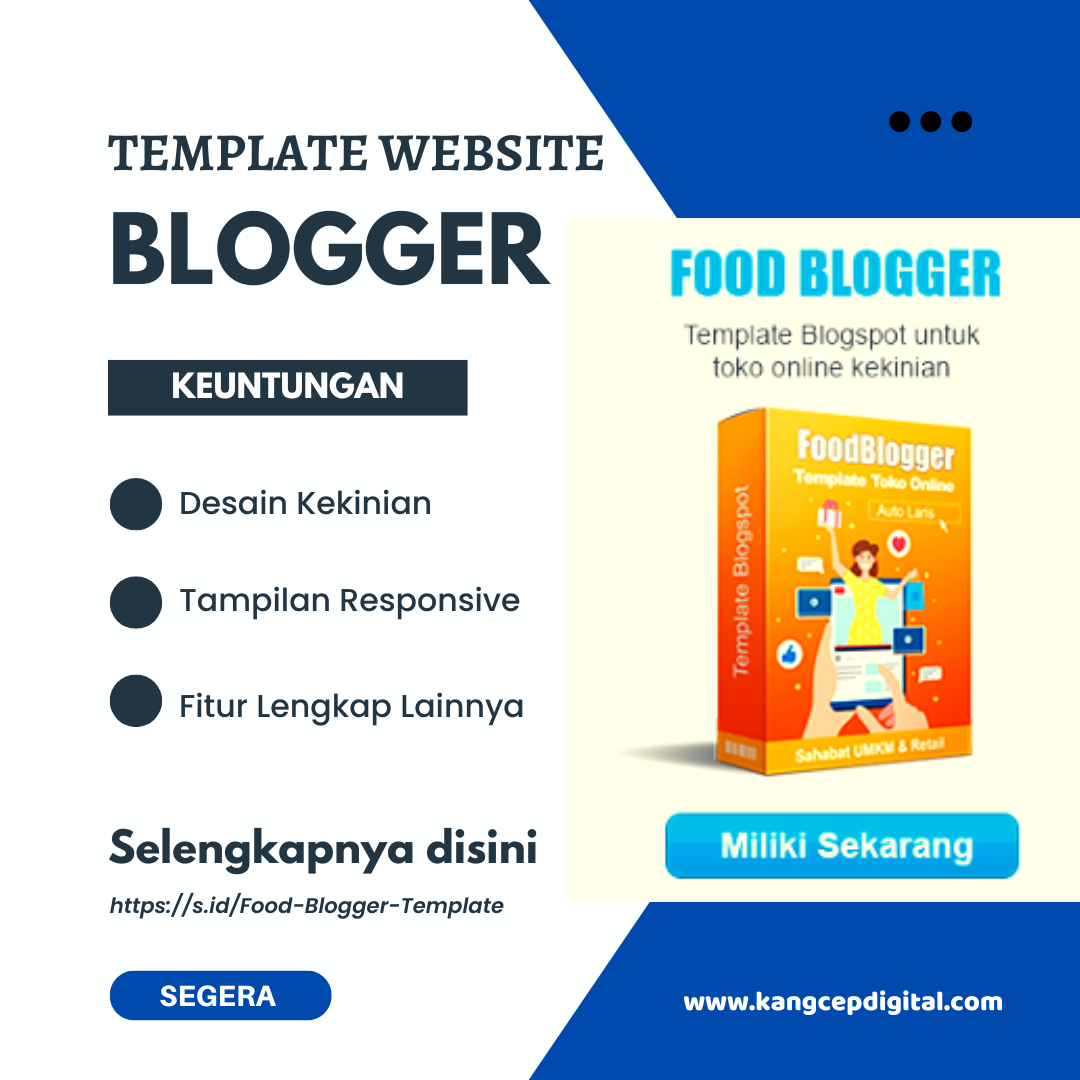 TEMPLATE WEBSITE
BLOGGER
KEUNTUNGAN
Desain Kekinian
Tampilan Responsive
Fitur Lengkap Lainnya
Selengkapnya disini
https://s.id/Food-Blogger-Template
SEGERA
FOOD BLOGGER
Template Blogspot untuk
toko online kekinian
FoodBlogger
Template Toko Online
Auto Laris
Template Blogspot
Sahabat UMKM & Retail
Miliki Sekarang
www.kangcepdigital.com